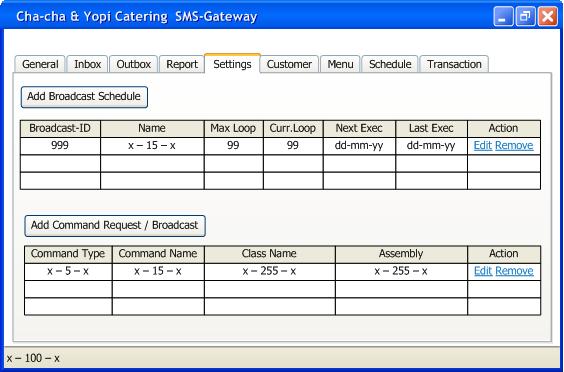 Cha-cha & Yopi Catering SMS-Gateway
General Inbox Outbox Report Settings Customer Menu Schedule Transaction
Add Broadcast Schedule
Broadcast-ID Name Max Loop Curr.Loop Next Exec Last Exec Action
999 x – 15 – x 99 99 dd-mm-yy dd-mm-yy Edit Remove
Add Command Request / Broadcast
Command Type Command Name Class Name Assembly Action
x – 5 – x x – 15 – x x – 255 – x x – 255 – x Edit Remove
x – 100 – x